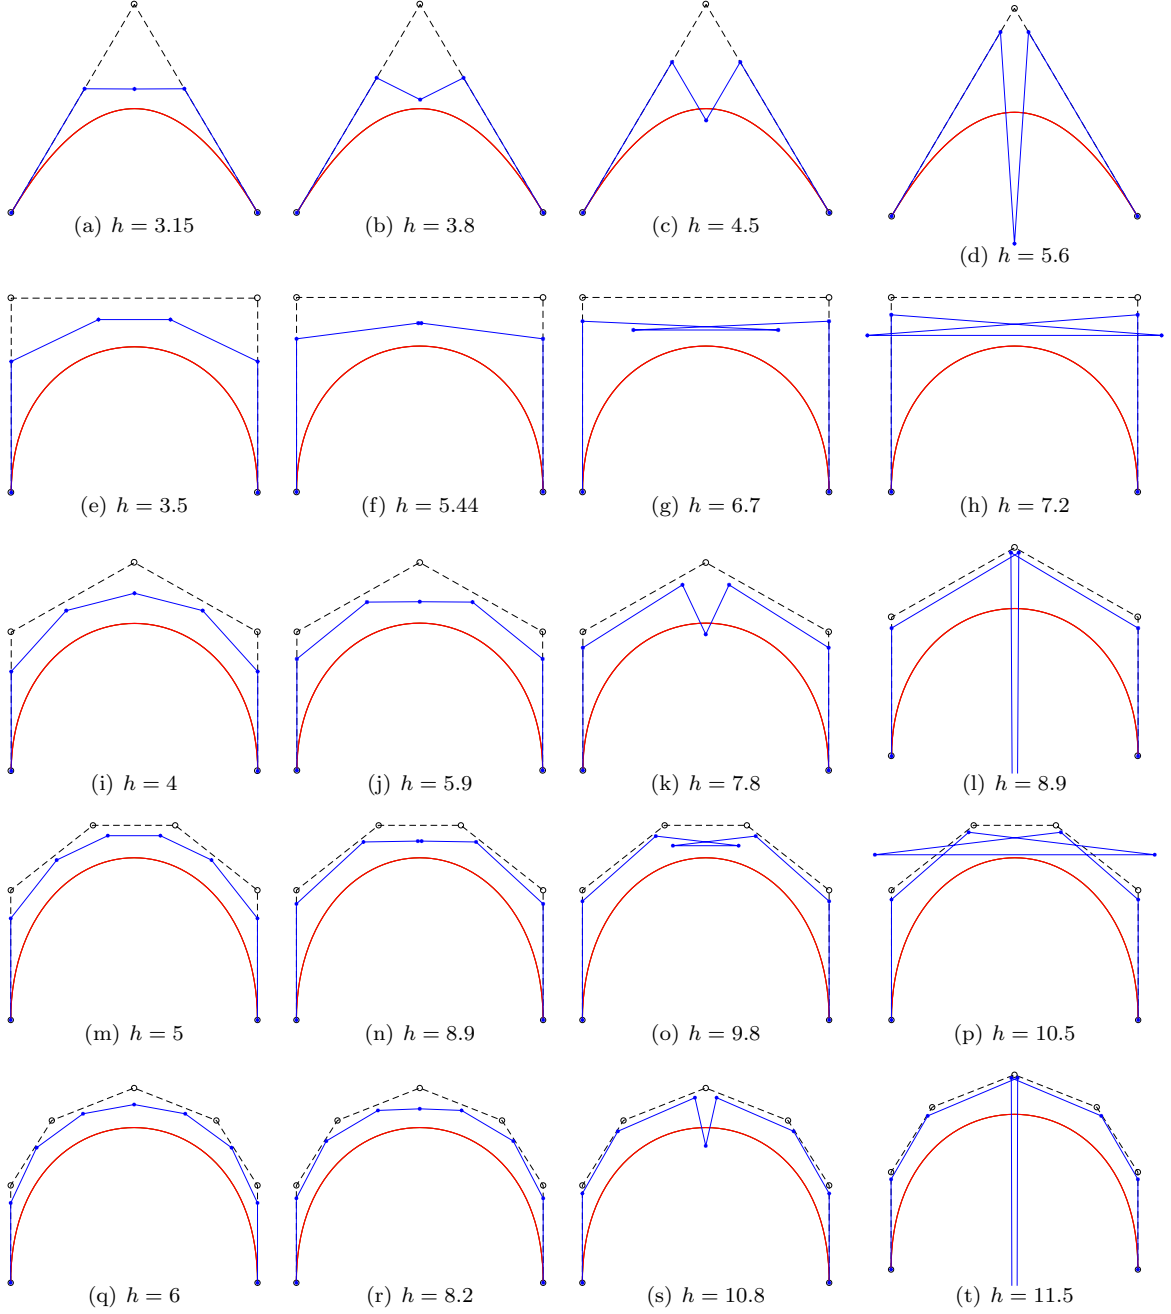 (a) h = 3.15
(b) h = 3.8
(c) h = 4.5
(d) h = 5.6
(e) h = 3.5
(f) h = 5.44
(g) h = 6.7
(h) h = 7.2
(i) h = 4
(j) h = 5.9
(k) h = 7.8
(l) h = 8.9
(m) h = 5
(n) h = 8.9
(o) h = 9.8
(p) h = 10.5
(q) h = 6
(r) h = 8.2
(s) h = 10.8
(t) h = 11.5